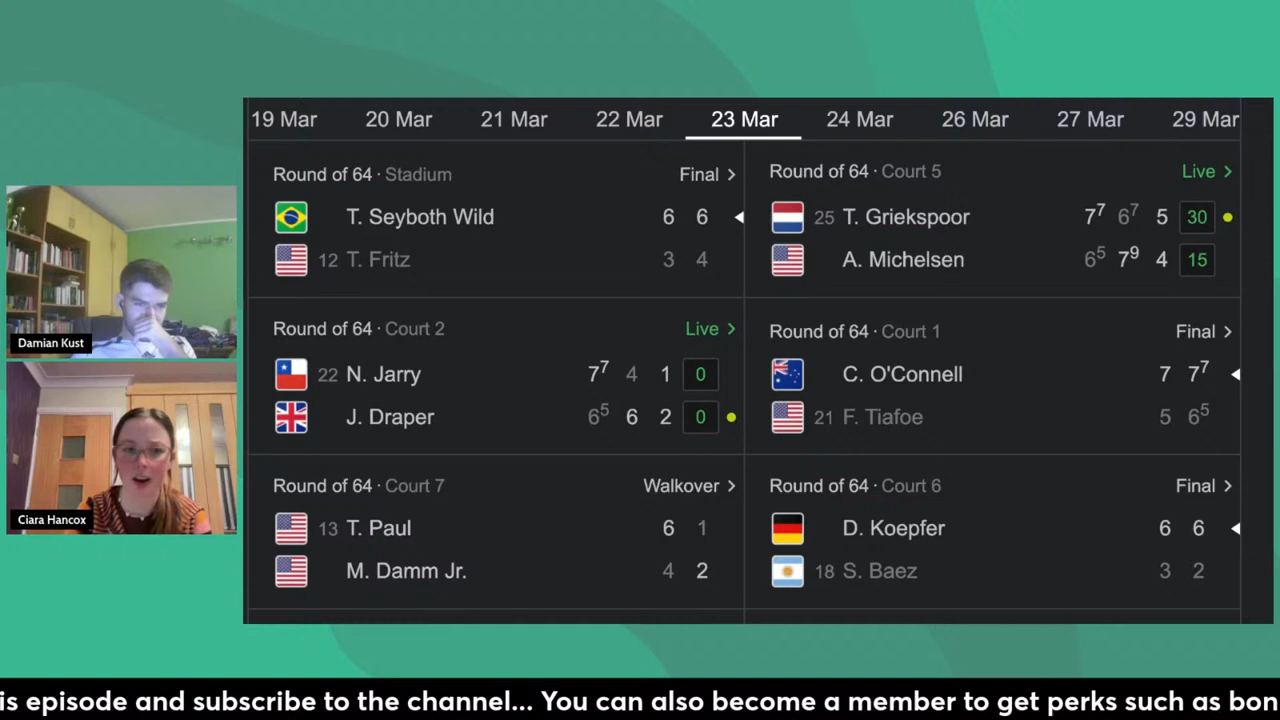 19 Mar 20 Mar 21 Mar 22 Mar 23 Mar 24 Mar 26 Mar 27 Mar 29 Mar
Round of 64 · Stadium Final >
T. Seyboth Wild 6 6
12 T. Fritz 3 4
Round of 64 · Court 5 Live >
25 T. Griekspoor 7⁷ 6⁷ 5 30
A. Michelsen 6⁵ 7⁹ 4 15
Round of 64 · Court 2 Live >
22 N. Jarry 7⁷ 4 1 0
J. Draper 6⁵ 6 2 0
Round of 64 · Court 1 Final >
C. O'Connell 7 7⁷
21 F. Tiafoe 5 6⁵
Round of 64 · Court 7 Walkover >
13 T. Paul 6 1
M. Damm Jr. 4 2
Round of 64 · Court 6 Final >
D. Koepfer 6 6
18 S. Baez 3 2
Damian Kust
Ciara Hancox
is episode and subscribe to the channel... You can also become a member to get perks such as bon